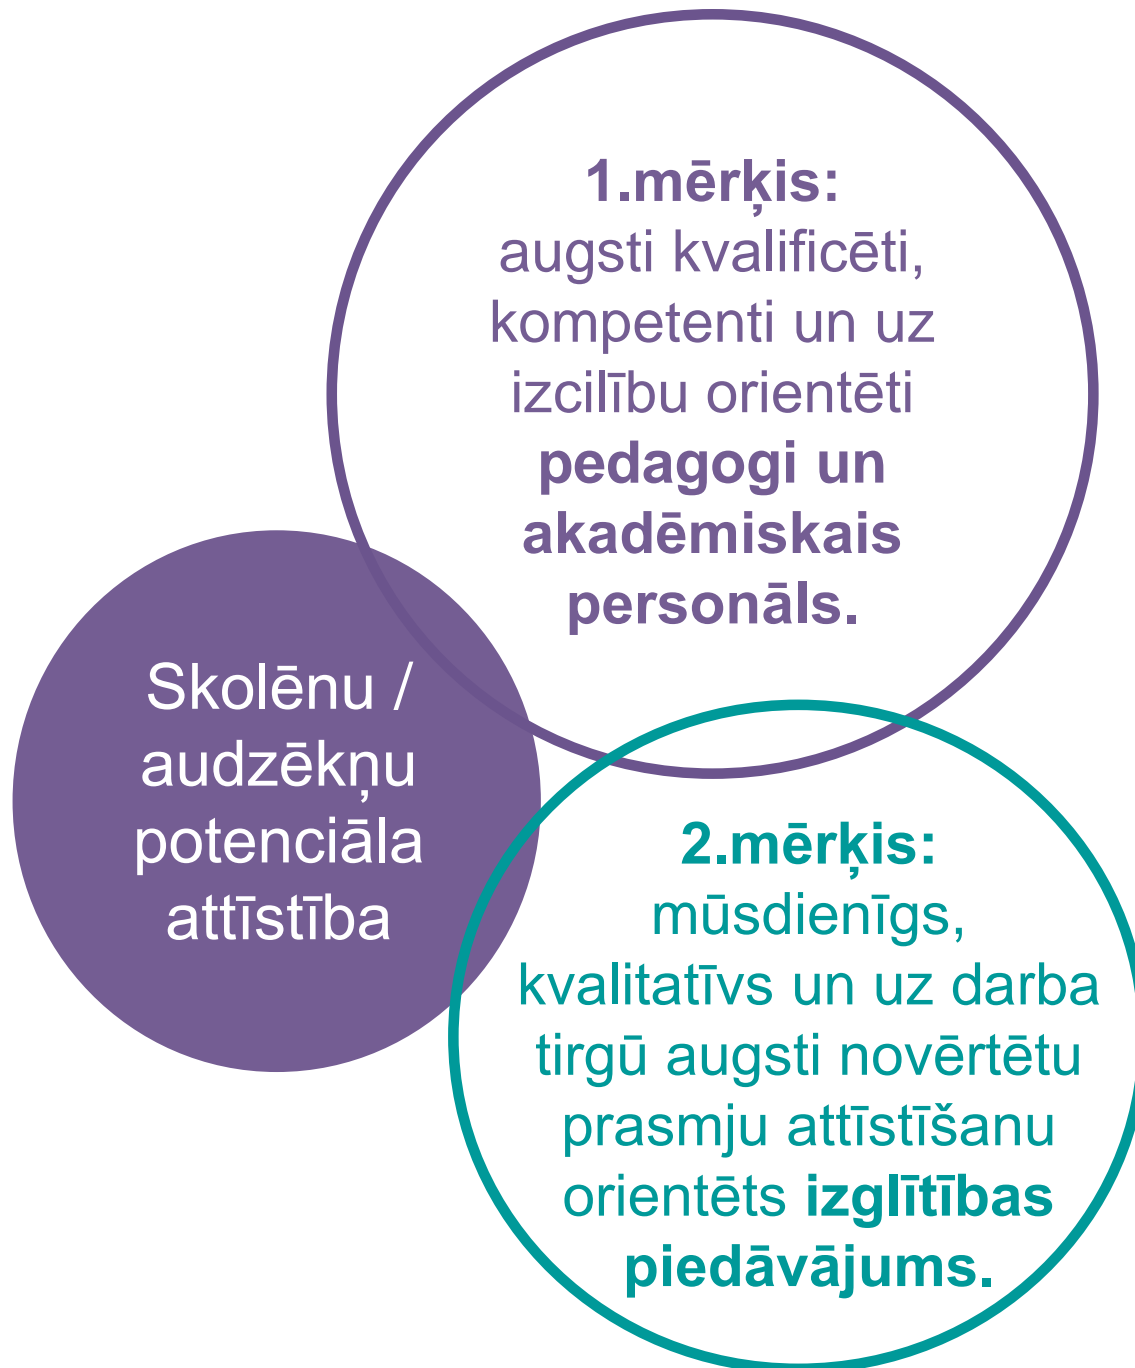 1.mērķis:
augsti kvalificēti,
kompetenti un uz
izcilību orientēti
pedagogi un
akadēmiskais
personāls.
Skolēnu /
audzēkņu
potenciāla
attīstība
2.mērķis:
mūsdienīgs,
kvalitatīvs un uz darba
tirgū augsti novērtētu
prasmju attīstīšanu
orientēts izglītības
piedāvājums.